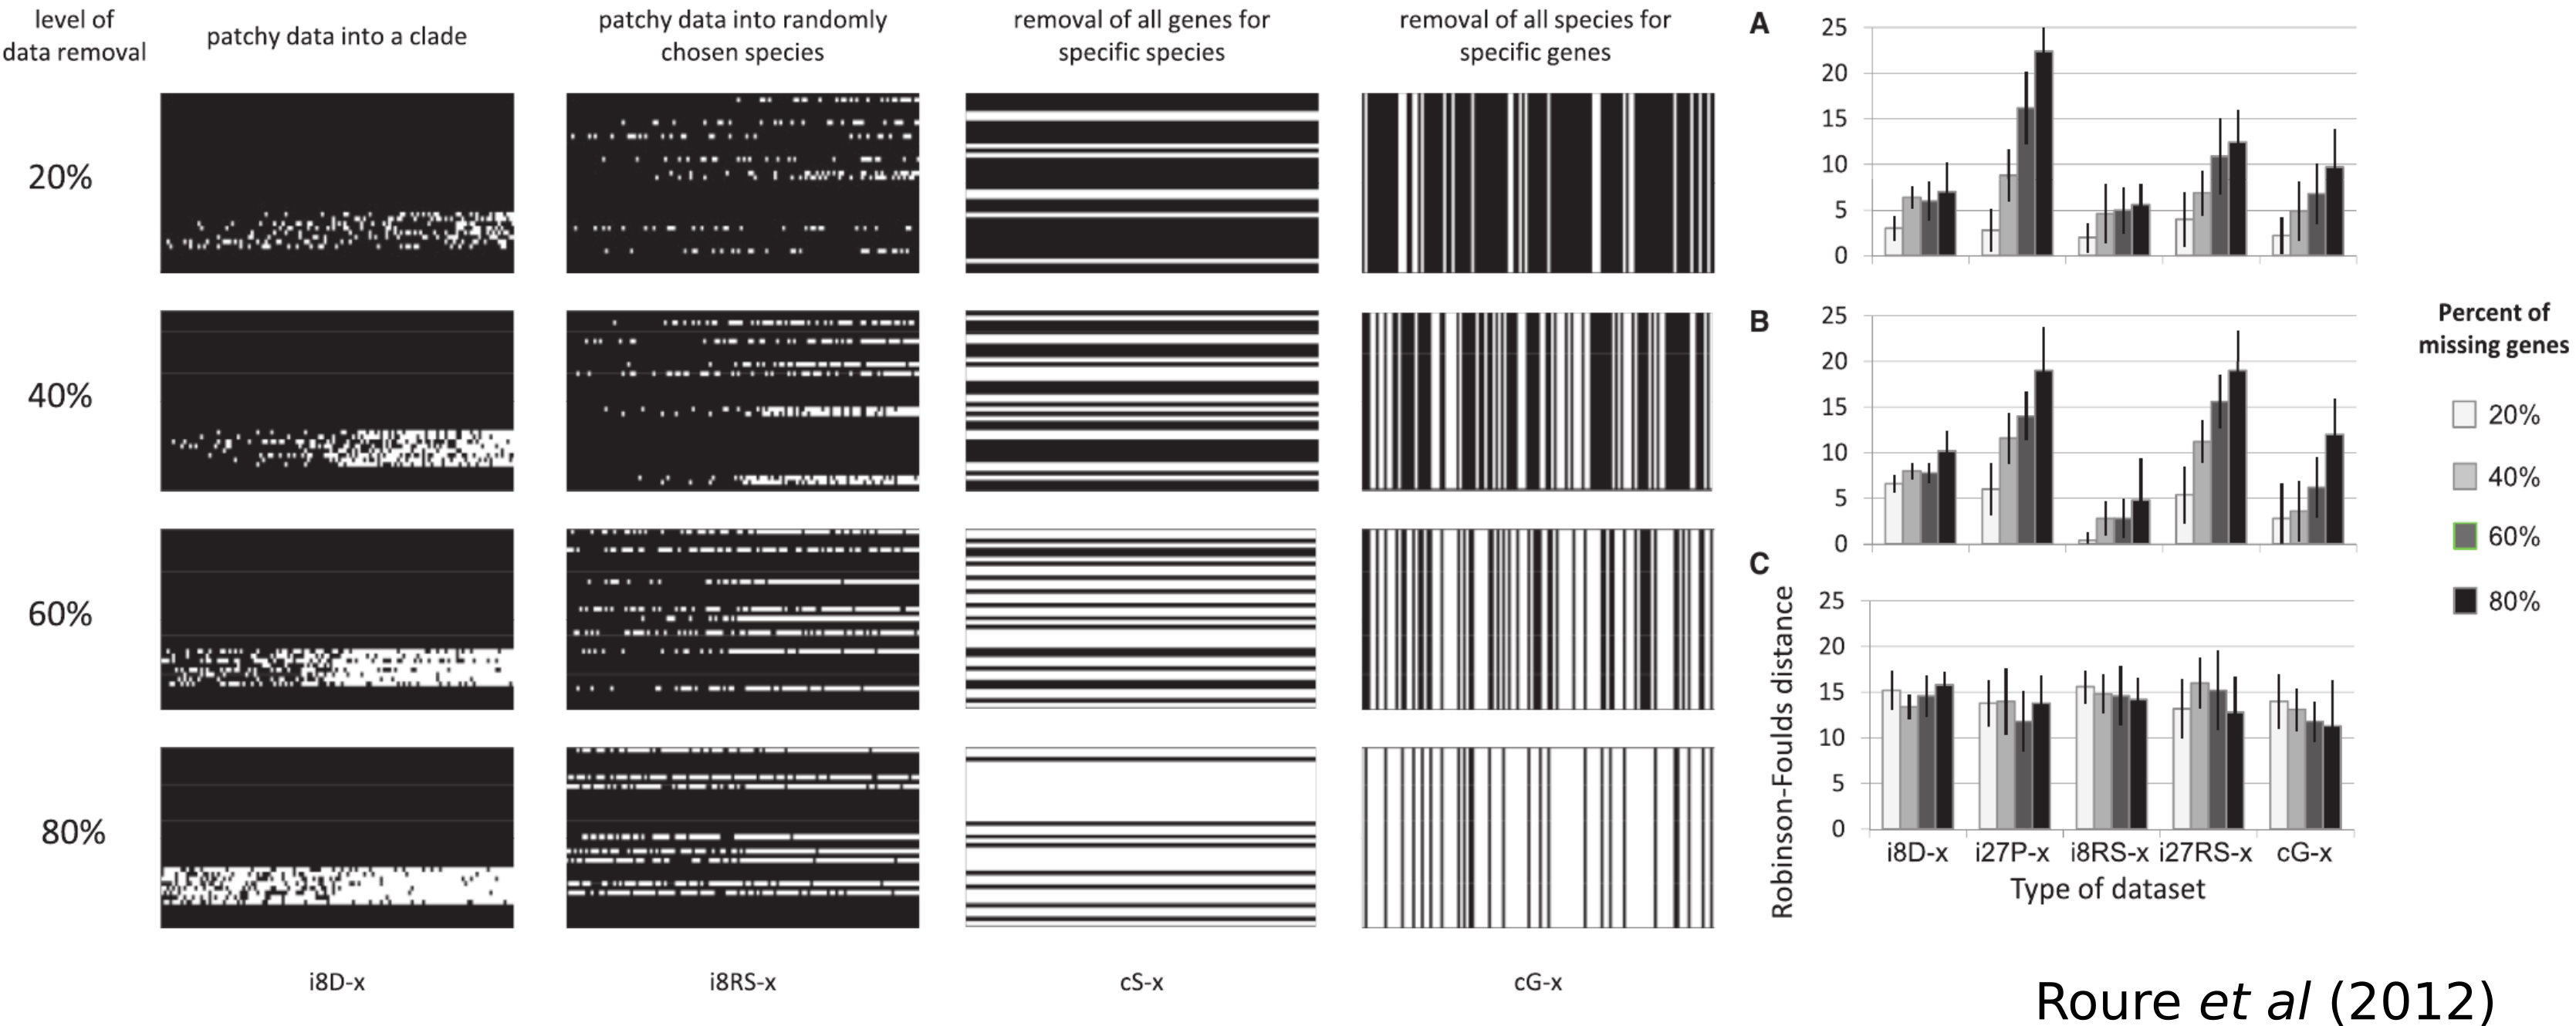 level of
data removal
patchy data into a clade
patchy data into randomly
chosen species
removal of all genes for
specific species
removal of all species for
specific genes
20%
40%
60%
80%
i8D-x
i8RS-x
cS-x
cG-x
A
25
20
15
10
5
0
B
25
20
15
10
5
0
C
25
20
15
10
5
0
Robinson-Foulds distance
i8D-x i27P-x i8RS-x i27RS-x cG-x
Type of dataset
Percent of
missing genes
20%
40%
60%
80%
Roure et al (2012)